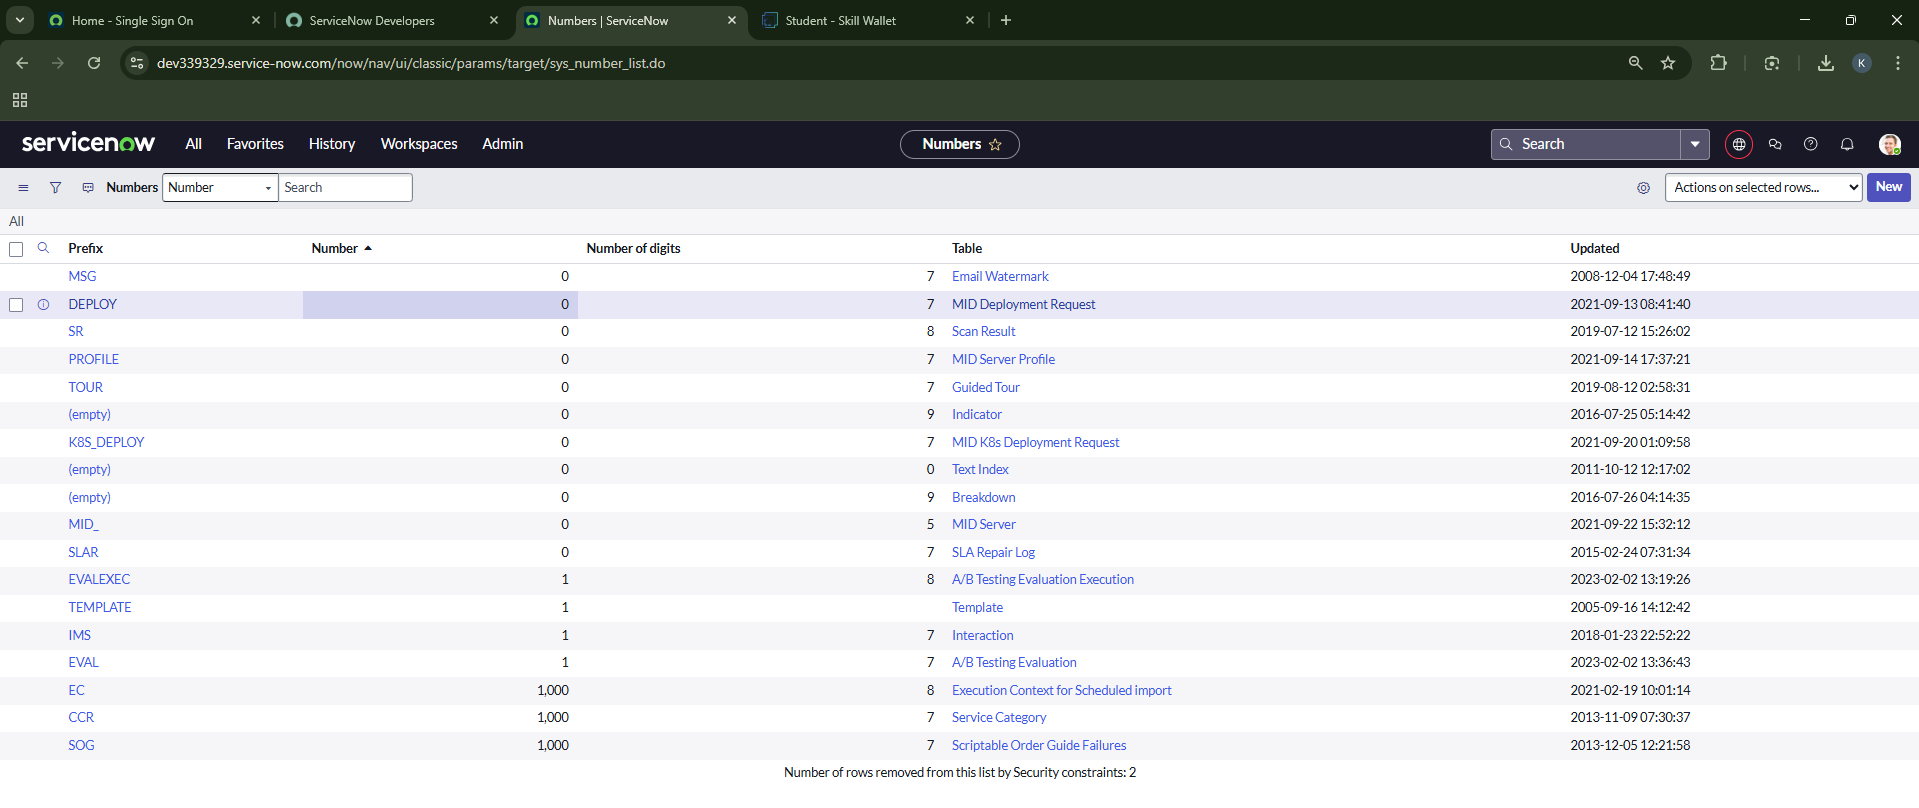 Home - Single Sign On
ServiceNow Developers
Numbers | ServiceNow
Student - Skill Wallet
dev339329.service-now.com/now/nav/ui/classic/params/target/sys_number_list.do
K
servicenow All Favorites History Workspaces Admin Numbers Search
Numbers Number Search Actions on selected rows... New
All
Prefix Number Number of digits Table Updated
MSG 0 7 Email Watermark 2008-12-04 17:48:49
DEPLOY 0 7 MID Deployment Request 2021-09-13 08:41:40
SR 0 8 Scan Result 2019-07-12 15:26:02
PROFILE 0 7 MID Server Profile 2021-09-14 17:37:21
TOUR 0 7 Guided Tour 2019-08-12 02:58:31
(empty) 0 9 Indicator 2016-07-25 05:14:42
K8S_DEPLOY 0 7 MID K8s Deployment Request 2021-09-20 01:09:58
(empty) 0 0 Text Index 2011-10-12 12:17:02
(empty) 0 9 Breakdown 2016-07-26 04:14:35
MID_ 0 5 MID Server 2021-09-22 15:32:12
SLAR 0 7 SLA Repair Log 2015-02-24 07:31:34
EVALEXEC 1 8 A/B Testing Evaluation Execution 2023-02-02 13:19:26
TEMPLATE 1 Template 2005-09-16 14:12:42
IMS 1 7 Interaction 2018-01-23 22:52:22
EVAL 1 7 A/B Testing Evaluation 2023-02-02 13:36:43
EC 1,000 8 Execution Context for Scheduled import 2021-02-19 10:01:14
CCR 1,000 7 Service Category 2013-11-09 07:30:37
SOG 1,000 7 Scriptable Order Guide Failures 2013-12-05 12:21:58
Number of rows removed from this list by Security constraints: 2